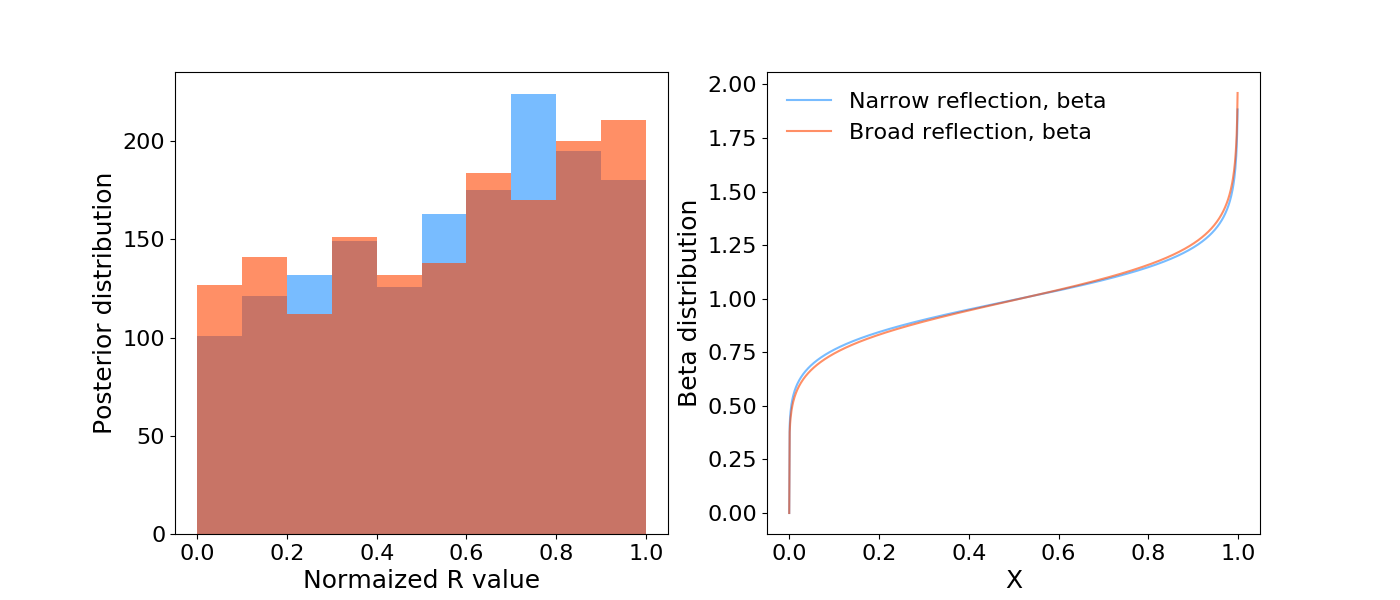 Posterior distribution
200
150
100
50
0
0.0 0.2 0.4 0.6 0.8 1.0
Normaized R value
Beta distribution
2.00
1.75
1.50
1.25
1.00
0.75
0.50
0.25
0.00
Narrow reflection, beta
Broad reflection, beta
0.0 0.2 0.4 0.6 0.8 1.0
X